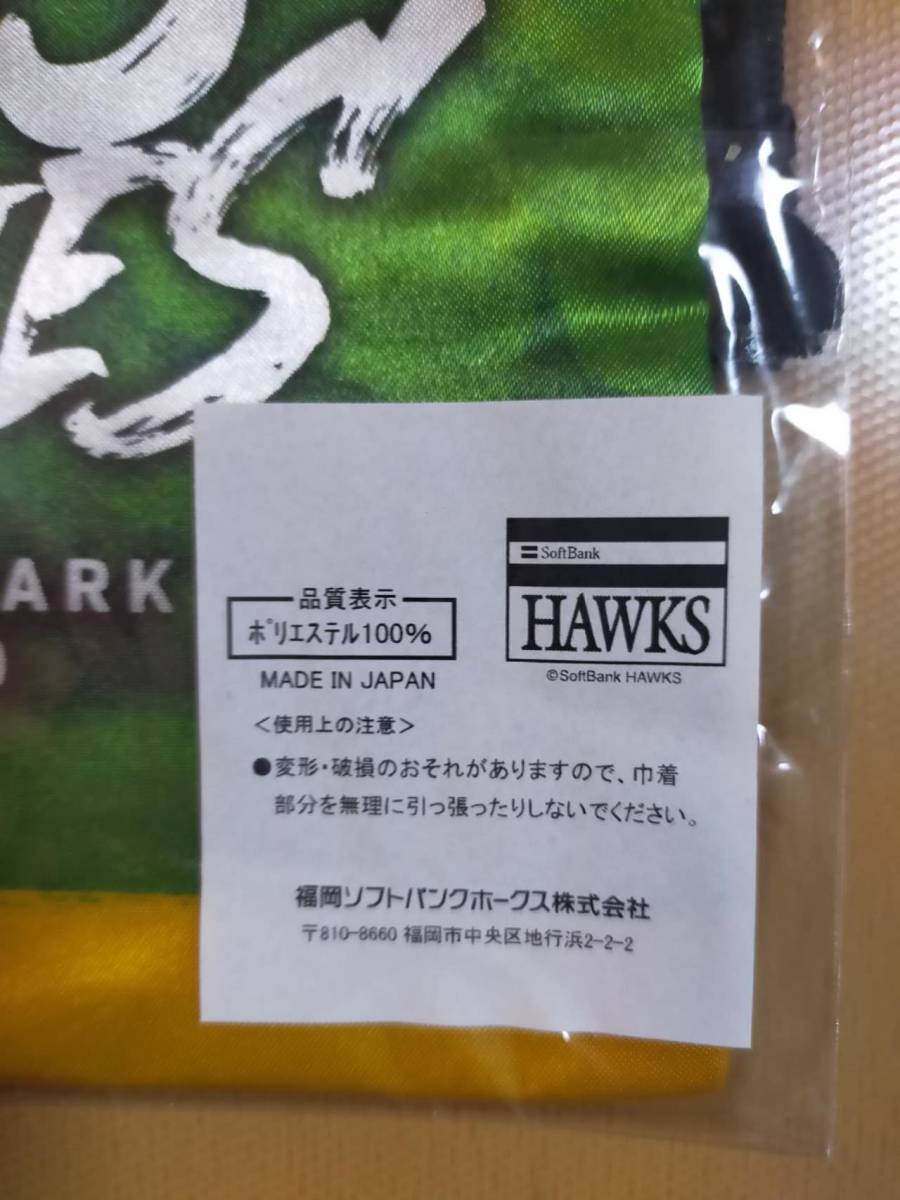 ES
ARK
品質表示
ポリエステル100%
MADE IN JAPAN
SoftBank
HAWKS
©SoftBank HAWKS
<使用上の注意>
●変形・破損のおそれがありますので、巾着
部分を無理に引っ張ったりしないでください。
福岡ソフトバンクホークス株式会社
〒810-8660 福岡市中央区地行浜2-2-2